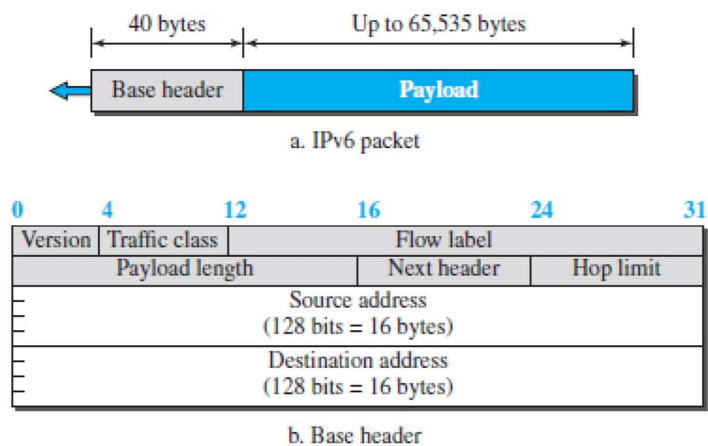 40 bytes Up to 65,535 bytes
Base header Payload
a. IPv6 packet
0 4 12 16 24 31
Version Traffic class Flow label
Payload length Next header Hop limit
Source address
(128 bits = 16 bytes)
Destination address
(128 bits = 16 bytes)
b. Base header